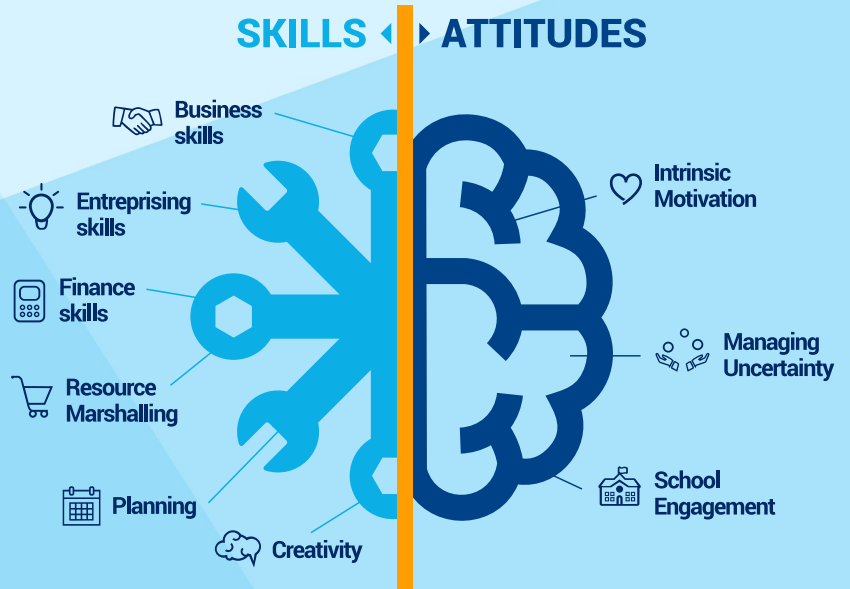 SKILLS
ATTITUDES
Business
skills
Entreprising
skills
Finance
skills
Resource
Marshalling
Planning
Creativity
Intrinsic
Motivation
Managing
Uncertainty
School
Engagement